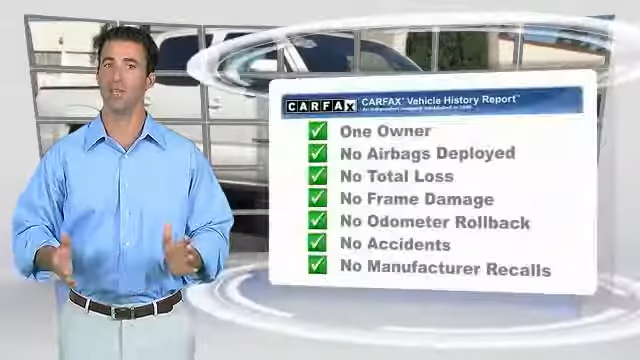 CARFAX CARFAX Vehicle History Report™
One Owner
No Airbags Deployed
No Total Loss
No Frame Damage
No Odometer Rollback
No Accidents
No Manufacturer Recalls